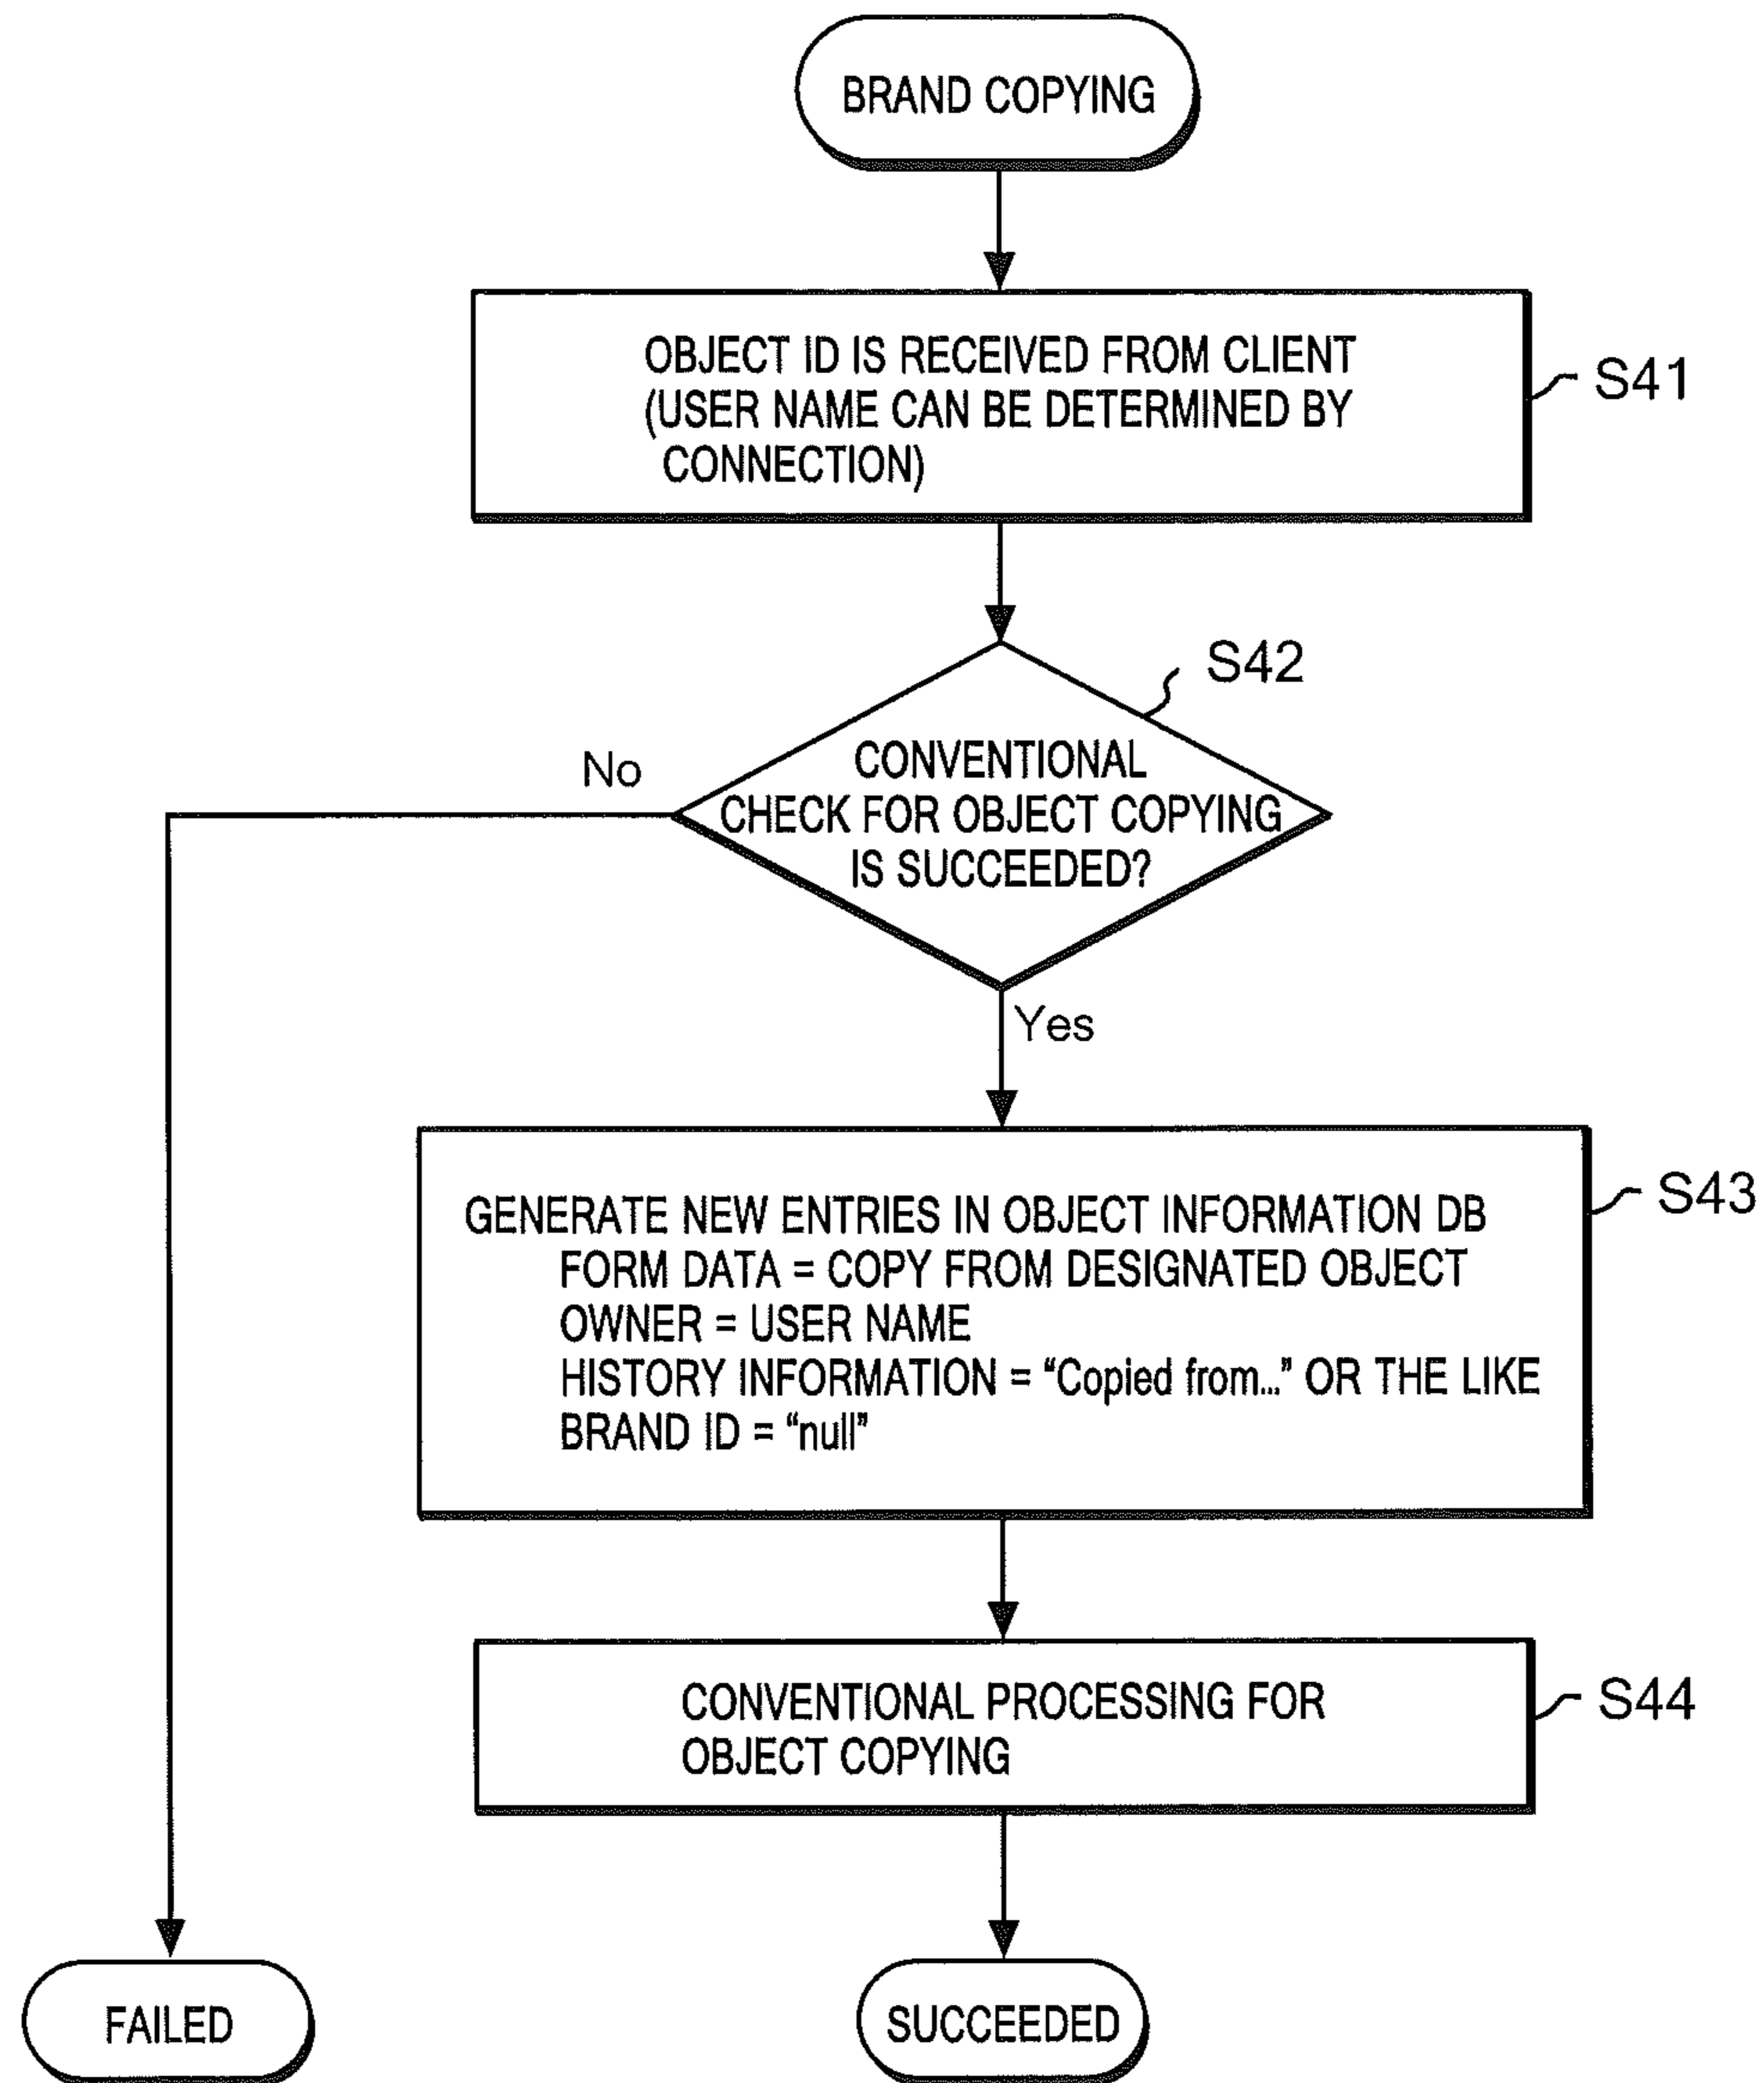 BRAND COPYING
OBJECT ID IS RECEIVED FROM CLIENT
(USER NAME CAN BE DETERMINED BY
CONNECTION)
S41
S42
CONVENTIONAL
CHECK FOR OBJECT COPYING
IS SUCCEEDED?
No
Yes
GENERATE NEW ENTRIES IN OBJECT INFORMATION DB
FORM DATA = COPY FROM DESIGNATED OBJECT
OWNER = USER NAME
HISTORY INFORMATION = “Copied from...” OR THE LIKE
BRAND ID = “null”
S43
CONVENTIONAL PROCESSING FOR
OBJECT COPYING
S44
FAILED
SUCCEEDED